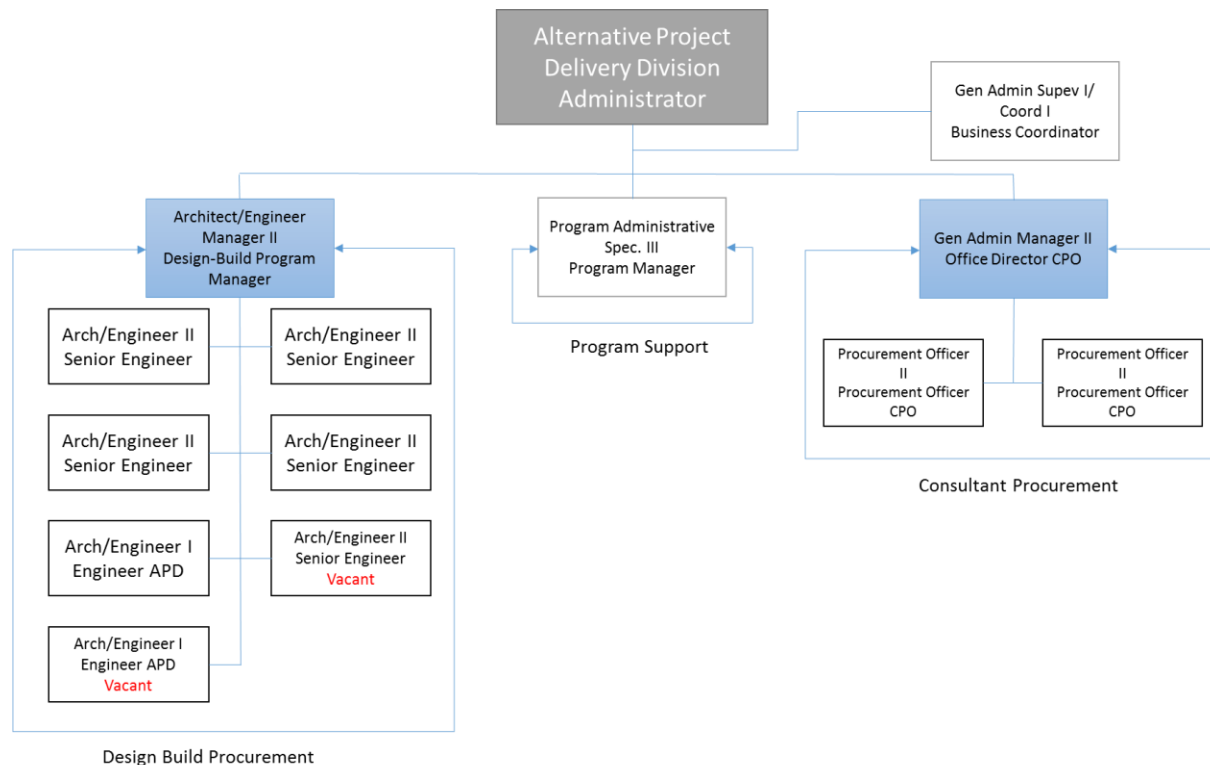 Alternative Project
Delivery Division
Administrator
Gen Admin Supev I/
Coord I
Business Coordinator
Architect/Engineer
Manager II
Design-Build Program
Manager
Program Administrative
Spec. III
Program Manager
Gen Admin Manager II
Office Director CPO
Arch/Engineer II
Senior Engineer
Arch/Engineer II
Senior Engineer
Program Support
Procurement Officer
II
Procurement Officer
CPO
Procurement Officer
II
Procurement Officer
CPO
Arch/Engineer II
Senior Engineer
Arch/Engineer II
Senior Engineer
Consultant Procurement
Arch/Engineer I
Engineer APD
Arch/Engineer II
Senior Engineer
Vacant
Arch/Engineer I
Engineer APD
Vacant
Design Build Procurement